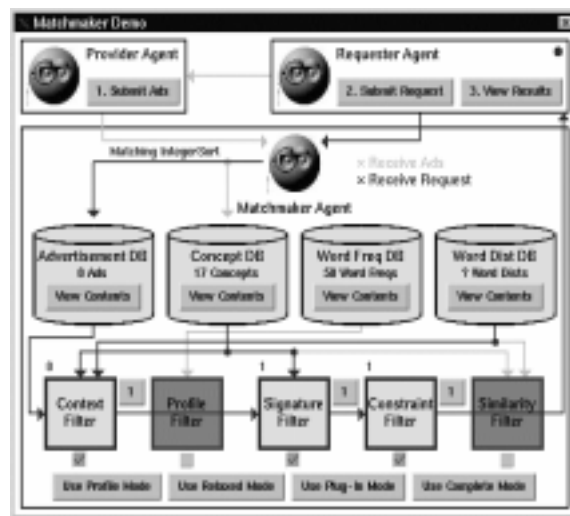 Matchmaker Demo
Provider Agent
1. Submit Ads
Requester Agent
2. Submit Request
3. View Results
Matching IntegerSort
× Receive Ads
× Receive Request
Matchmaker Agent
Advertisement DB
8 Ads
View Contents
Concept DB
17 Concepts
View Contents
Word Freq DB
58 Word Freqs
View Contents
Word Dist DB
? Word Dists
View Contents
8
1
1
Context
Filter
1
Profile
Filter
Signature
Filter
1
Constraint
Filter
1
Similarity
Filter
Use Profile Mode
Use Relaxed Mode
Use Plug-In Mode
Use Complete Mode